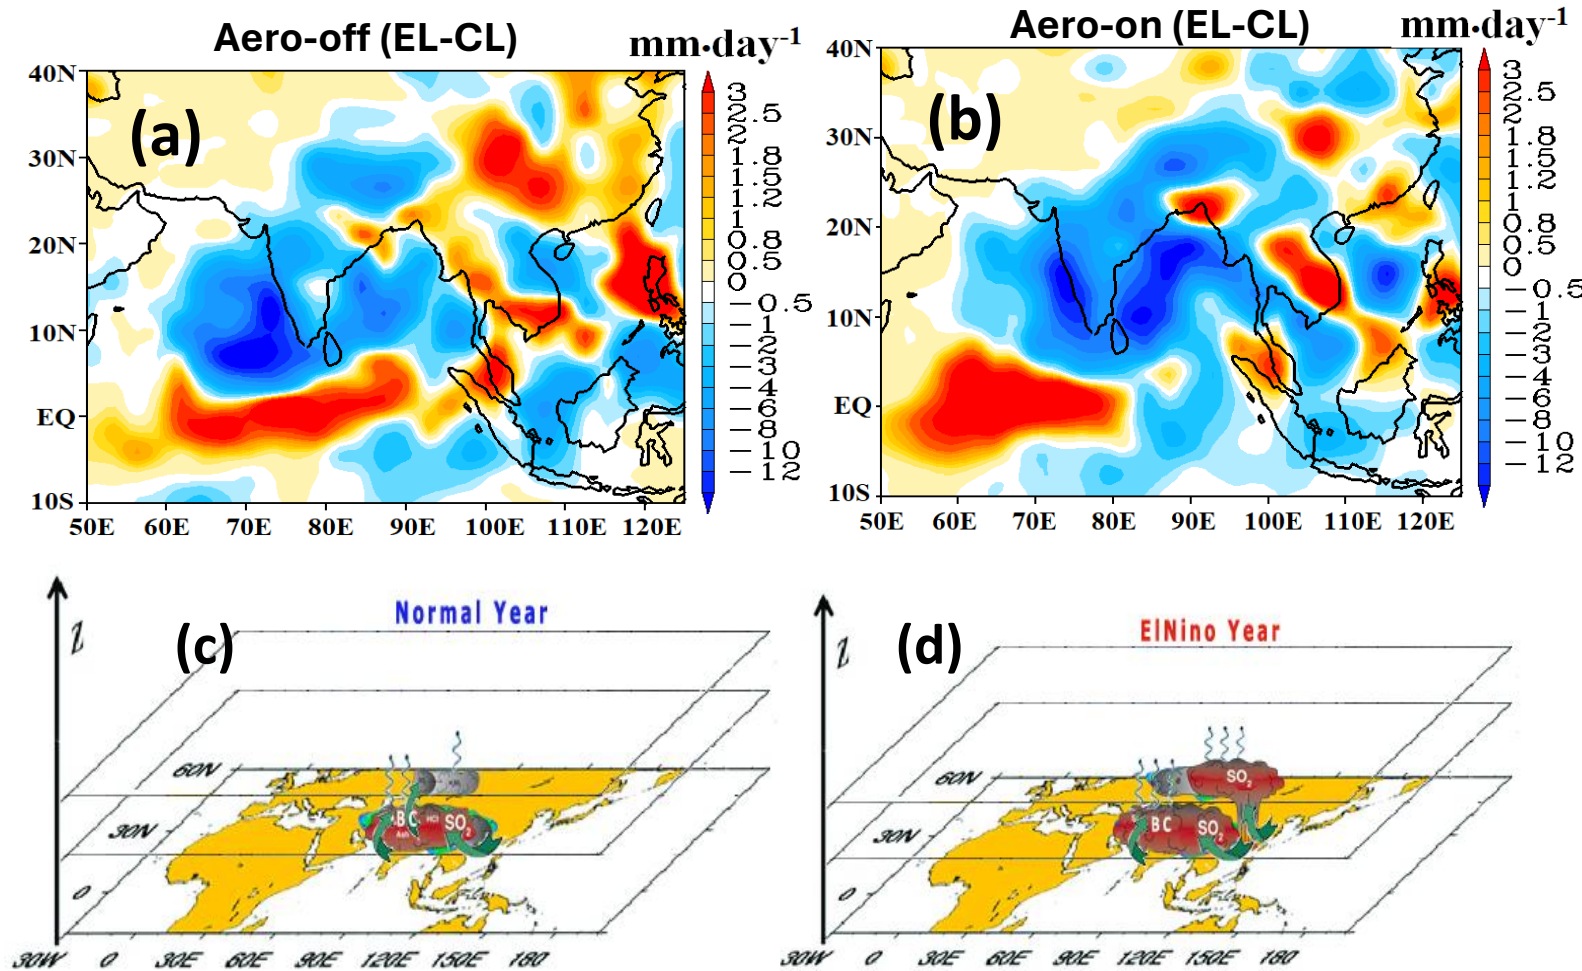 Aero-off (EL-CL)
mm·day-1
Aero-on (EL-CL)
mm·day-1
(a)
40N
30N
20N
10N
EQ
10S
50E 60E 70E 80E 90E 100E 110E 120E
3
2.5
2
1.8
1.5
1.2
1
0.8
0.5
0
-0.5
-1
-2
-3
-4
-6
-8
-10
-12
(b)
40N
30N
20N
10N
EQ
10S
50E 60E 70E 80E 90E 100E 110E 120E
3
2.5
2
1.8
1.5
1.2
1
0.8
0.5
0
-0.5
-1
-2
-3
-4
-6
-8
-10
-12
(c)
Normal Year
Z
60N
30N
0
BC
Ash
HCl
SO2
30W 0 30E 60E 90E 120E 150E 180
(d)
ElNino Year
Z
60N
30N
0
SO2
BC
SO2
30W 0 30E 60E 90E 120E 150E 180